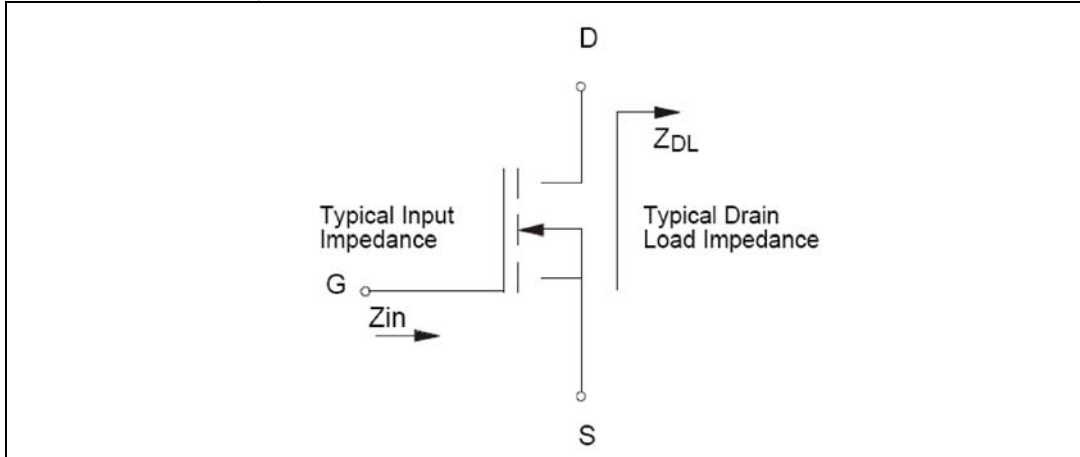 D
ZDL
Typical Input
Impedance
Typical Drain
Load Impedance
G
Zin
S